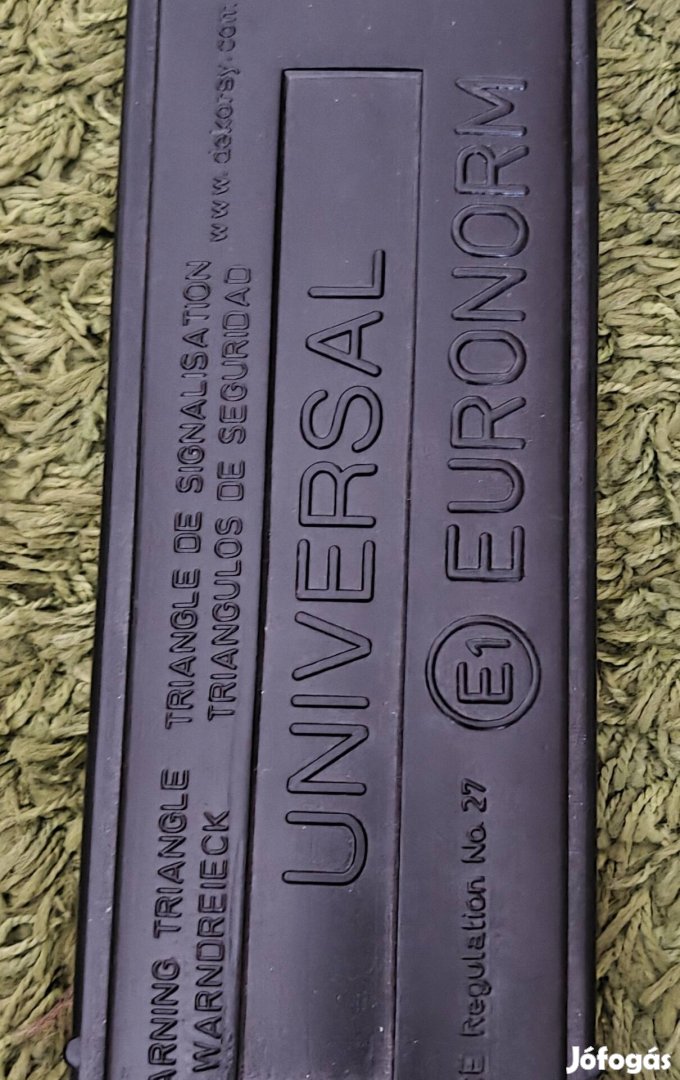 ARNING TRIANGLE TRIANGLE DE SIGNALISATION
WARNDREIECK TRIANGULOS DE SEGURIDAD www.dekorsy.com
UNIVERSAL
E1 EURONORM
E Regulation No. 27
Jófogás